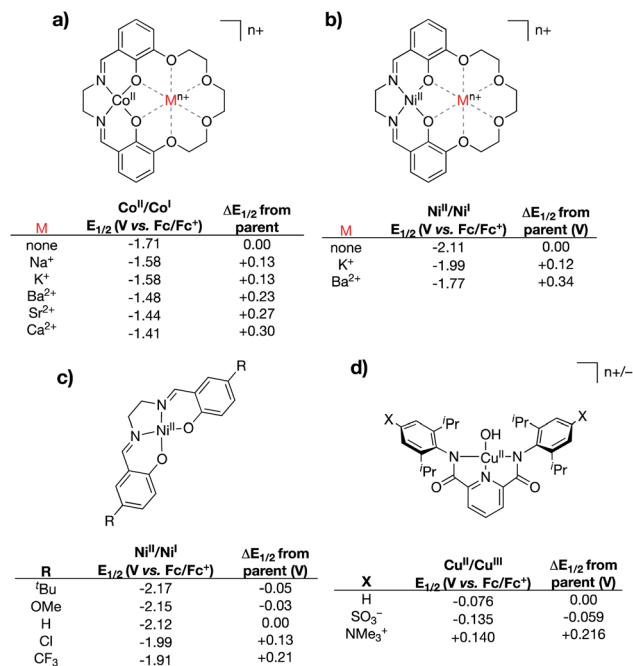 a)
n+
N
N
Co^II
O
O
O
O
O
O
M^n+
Co^II/Co^I ΔE1/2 from
M E1/2 (V vs. Fc/Fc+) parent
none -1.71 0.00
Na+ -1.58 +0.13
K+ -1.58 +0.13
Ba2+ -1.48 +0.23
Sr2+ -1.44 +0.27
Ca2+ -1.41 +0.30
b)
n+
N
N
Ni^II
O
O
O
O
O
O
M^n+
Ni^II/Ni^I ΔE1/2 from
M E1/2 (V vs. Fc/Fc+) parent (V)
none -2.11 0.00
K+ -1.99 +0.12
Ba2+ -1.77 +0.34
c)
R
N
N
Ni^II
O
O
R
Ni^II/Ni^I ΔE1/2 from
R E1/2 (V vs. Fc/Fc+) parent (V)
tBu -2.17 -0.05
OMe -2.15 -0.03
H -2.12 0.00
Cl -1.99 +0.13
CF3 -1.91 +0.21
d)
n+/−
X
X
iPr
OH
iPr
Cu^II
N
N
iPr
N
iPr
O
O
Cu^II/Cu^III ΔE1/2 from
X E1/2 (V vs. Fc/Fc+) parent (V)
H -0.076 0.00
SO3− -0.135 -0.059
NMe3+ +0.140 +0.216